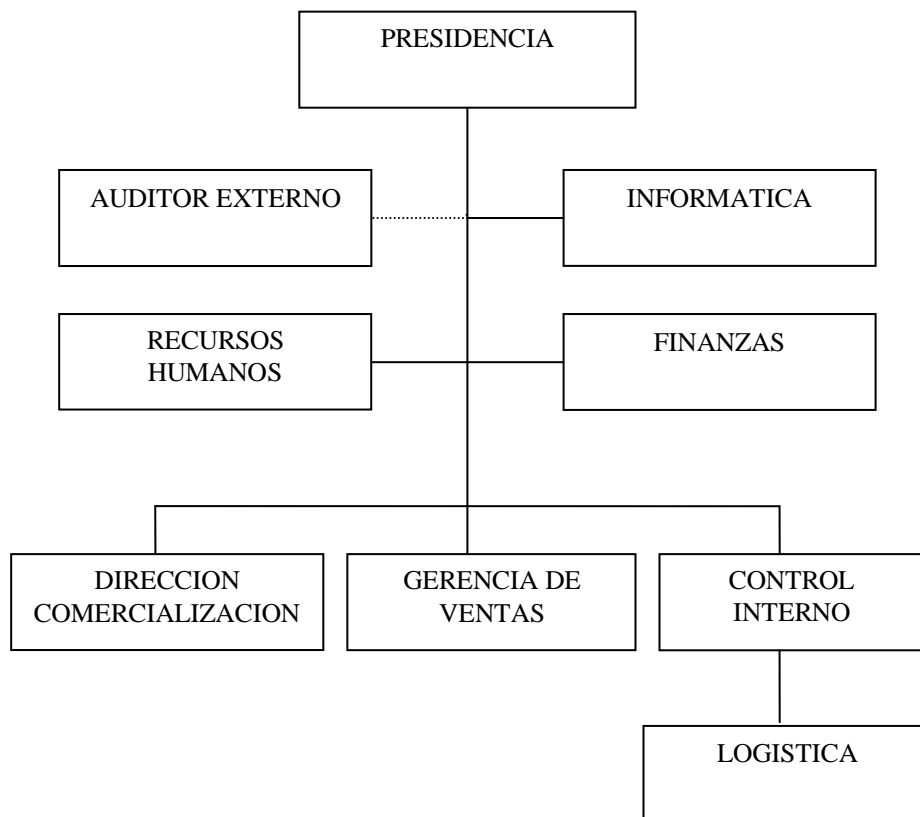 PRESIDENCIA
AUDITOR EXTERNO
INFORMATICA
RECURSOS
HUMANOS
FINANZAS
DIRECCION
COMERCIALIZACION
GERENCIA DE
VENTAS
CONTROL
INTERNO
LOGISTICA